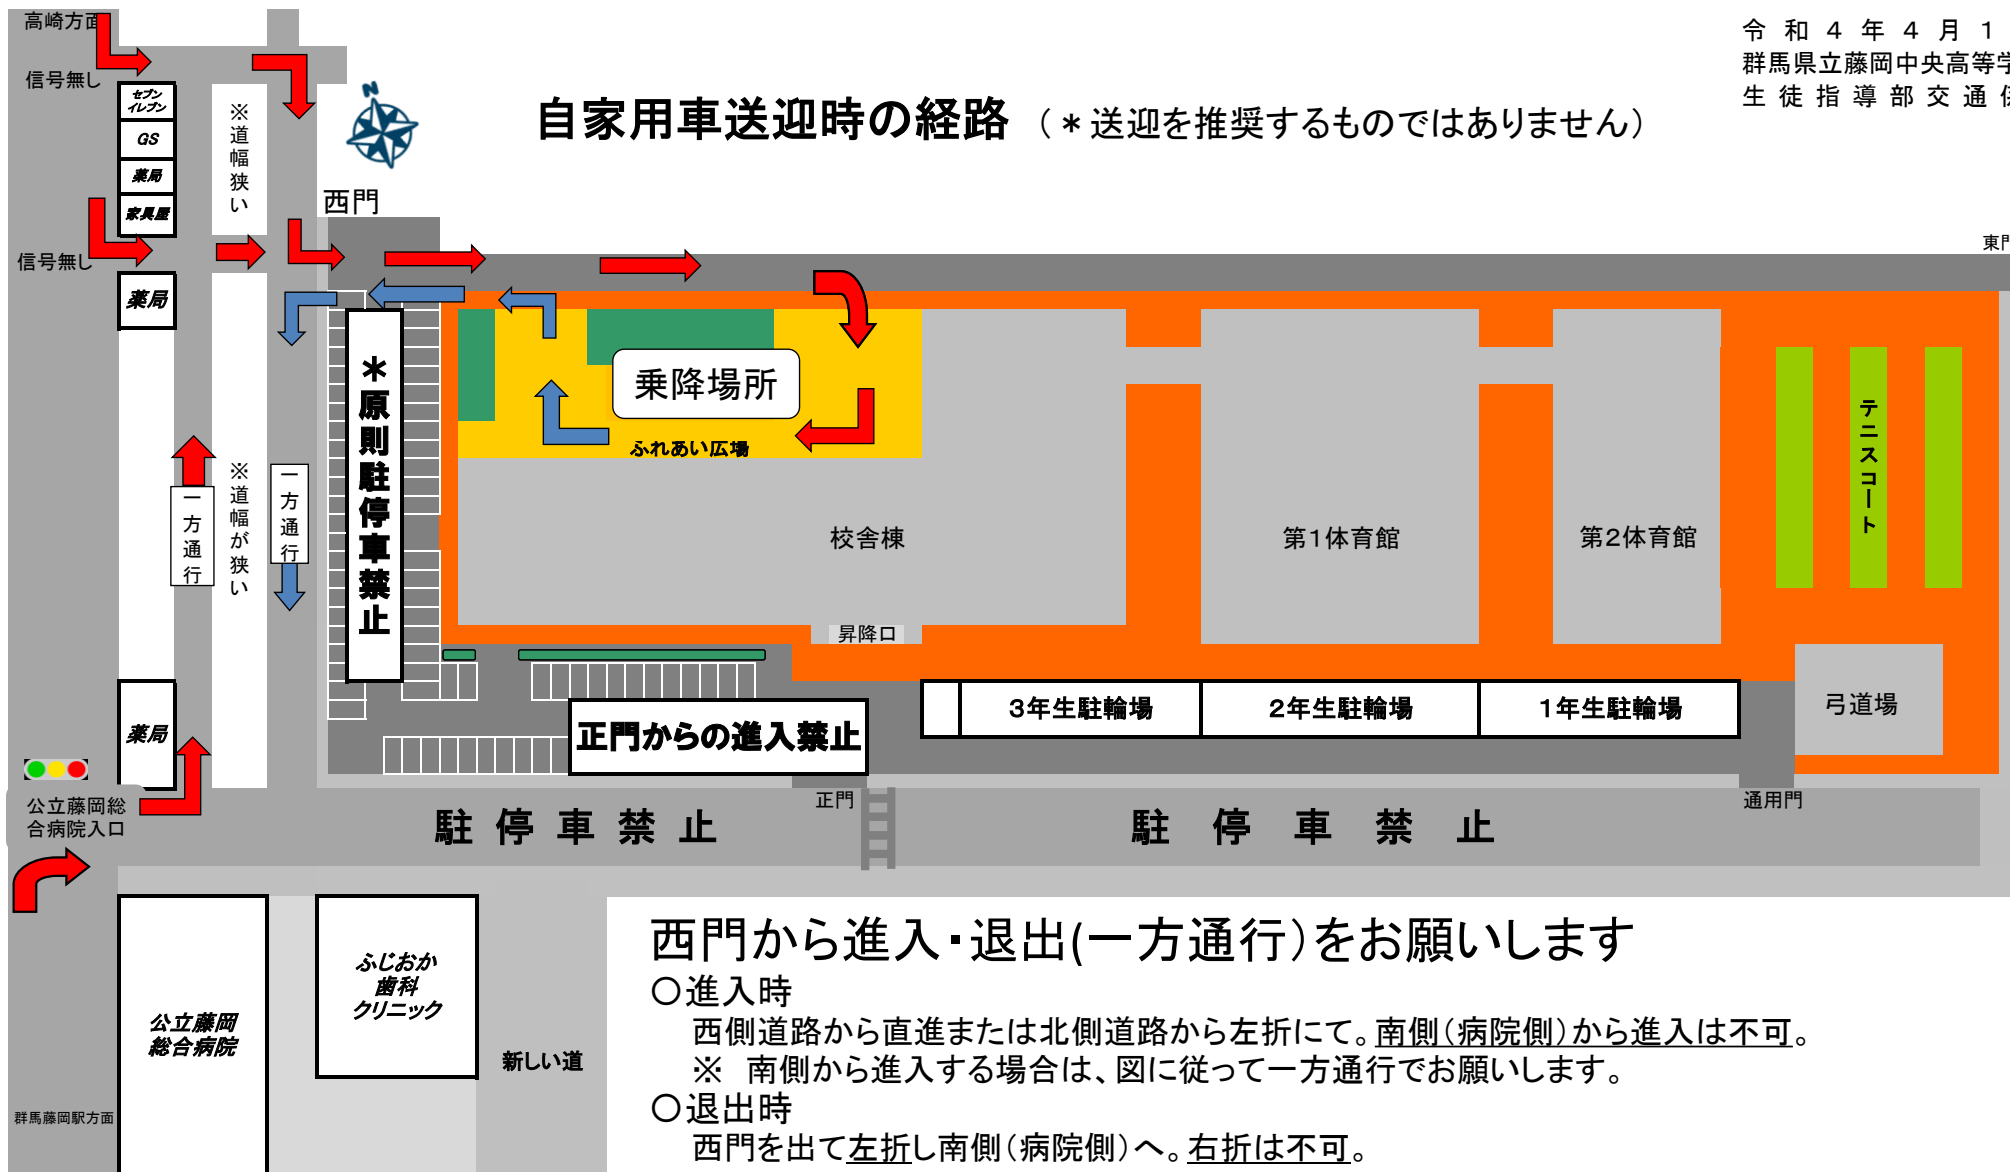 令和４年４月１
群馬県立藤岡中央高等学
生徒指導部交通係
自家用車送迎時の経路 （＊送迎を推奨するものではありません）
高崎方面
信号無し
セブン
イレブン
GS
薬局
家具屋
※道幅狭い
N
西門
東門
信号無し
薬局
＊原則駐停車禁止
乗降場所
ふれあい広場
テニスコート
一方通行
※道幅が狭い
一方通行
校舎棟
第１体育館
第２体育館
昇降口
薬局
正門からの進入禁止
３年生駐輪場
２年生駐輪場
１年生駐輪場
弓道場
公立藤岡総
合病院入口
正門
通用門
駐停車禁止
駐停車禁止
公立藤岡
総合病院
ふじおか
歯科
クリニック
新しい道
群馬藤岡駅方面
西門から進入・退出(一方通行）をお願いします
〇進入時
西側道路から直進または北側道路から左折にて。南側（病院側）から進入は不可。
※　南側から進入する場合は、図に従って一方通行でお願いします。
〇退出時
西門を出て左折し南側（病院側）へ。右折は不可。